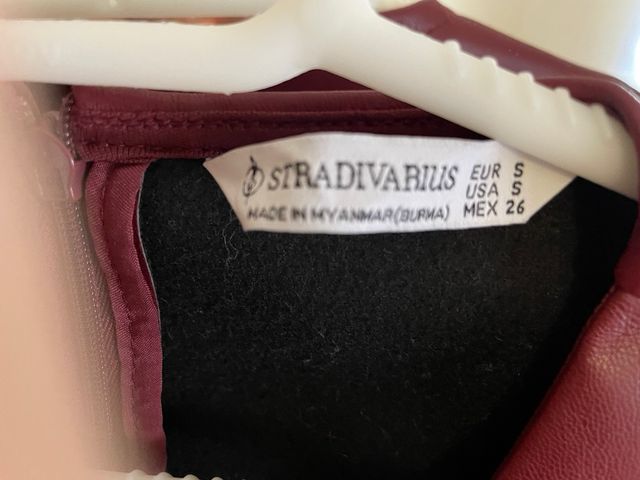 STRADIVARIUS
MADE IN MYANMAR(BURMA)
EUR S
USA S
MEX 26